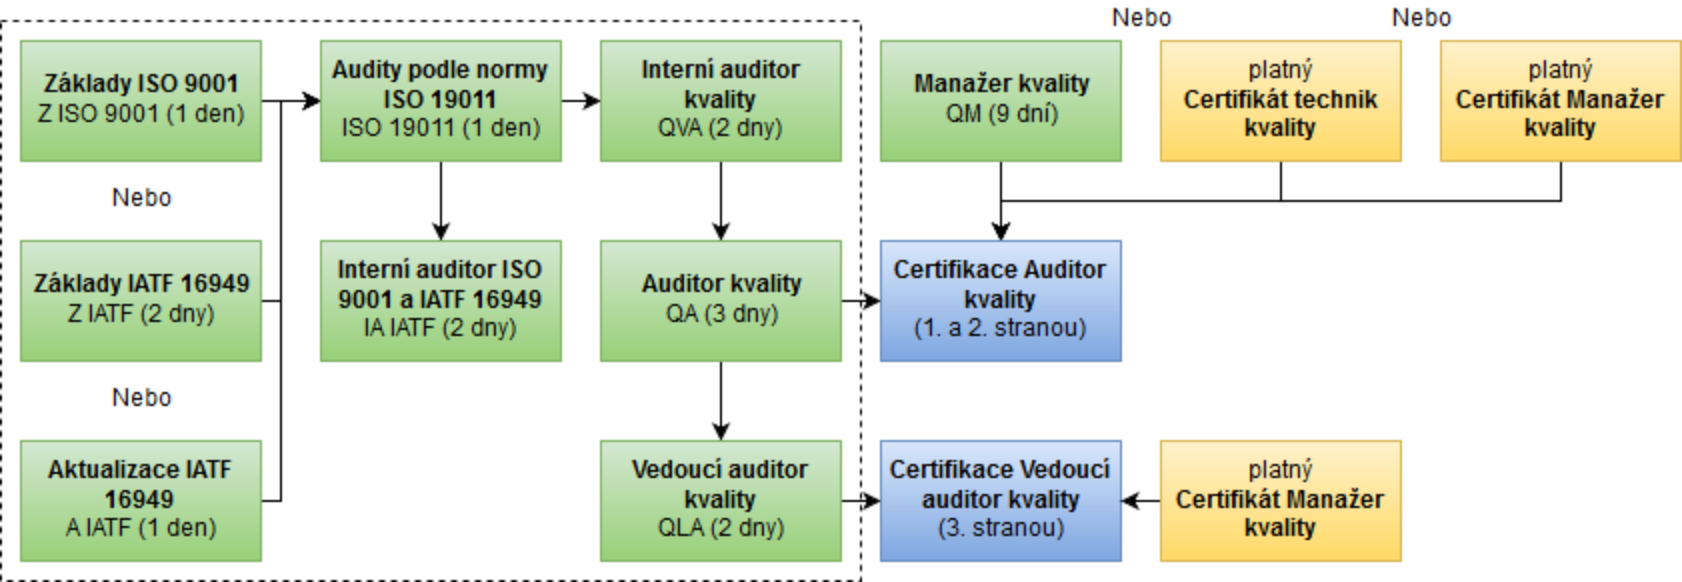 Nebo
Nebo
Základy ISO 9001
Z ISO 9001 (1 den)
Audity podle normy
ISO 19011
ISO 19011 (1 den)
Interní auditor
kvality
QVA (2 dny)
Manažer kvality
QM (9 dní)
platný
Certifikát technik
kvality
platný
Certifikát Manažer
kvality
Nebo
Základy IATF 16949
Z IATF (2 dny)
Interní auditor ISO
9001 a IATF 16949
IA IATF (2 dny)
Auditor kvality
QA (3 dny)
Certifikace Auditor
kvality
(1. a 2. stranou)
Nebo
Aktualizace IATF
16949
A IATF (1 den)
Vedoucí auditor
kvality
QLA (2 dny)
Certifikace Vedoucí
auditor kvality
(3. stranou)
platný
Certifikát Manažer
kvality